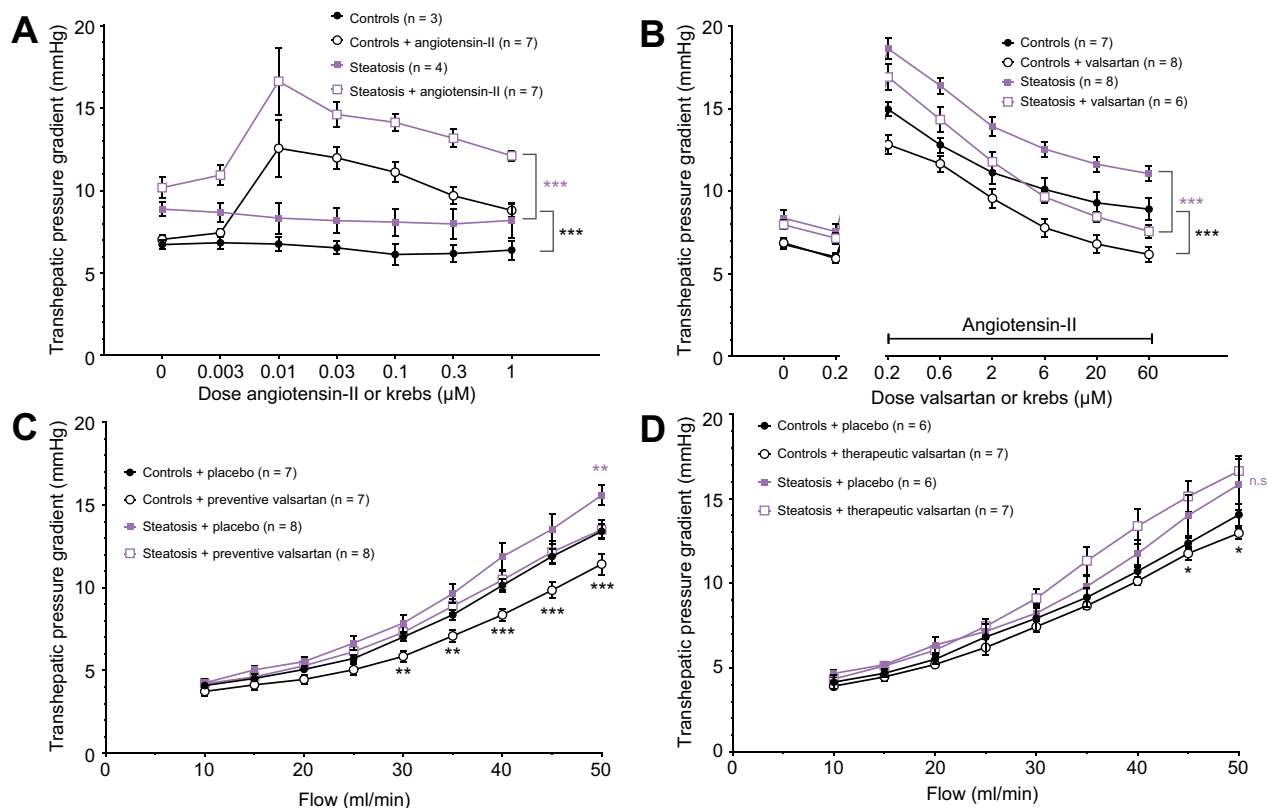 A
Transhepatic pressure gradient (mmHg)
20
15
10
5
0
Controls (n = 3)
Controls + angiotensin-II (n = 7)
Steatosis (n = 4)
Steatosis + angiotensin-II (n = 7)
***
***
0 0.003 0.01 0.03 0.1 0.3 1
Dose angiotensin-II or krebs (µM)
B
Transhepatic pressure gradient (mmHg)
20
15
10
5
0
Controls (n = 7)
Controls + valsartan (n = 8)
Steatosis (n = 8)
Steatosis + valsartan (n = 6)
***
***
Angiotensin-II
0 0.2 0.2 0.6 2 6 20 60
Dose valsartan or krebs (µM)
C
Transhepatic pressure gradient (mmHg)
20
15
10
5
0
Controls + placebo (n = 7)
Controls + preventive valsartan (n = 7)
Steatosis + placebo (n = 8)
Steatosis + preventive valsartan (n = 8)
**
** ** *** *** ***
0 10 20 30 40 50
Flow (ml/min)
D
Transhepatic pressure gradient (mmHg)
20
15
10
5
0
Controls + placebo (n = 6)
Controls + therapeutic valsartan (n = 7)
Steatosis + placebo (n = 6)
Steatosis + therapeutic valsartan (n = 7)
n.s
* *
0 10 20 30 40 50
Flow (ml/min)